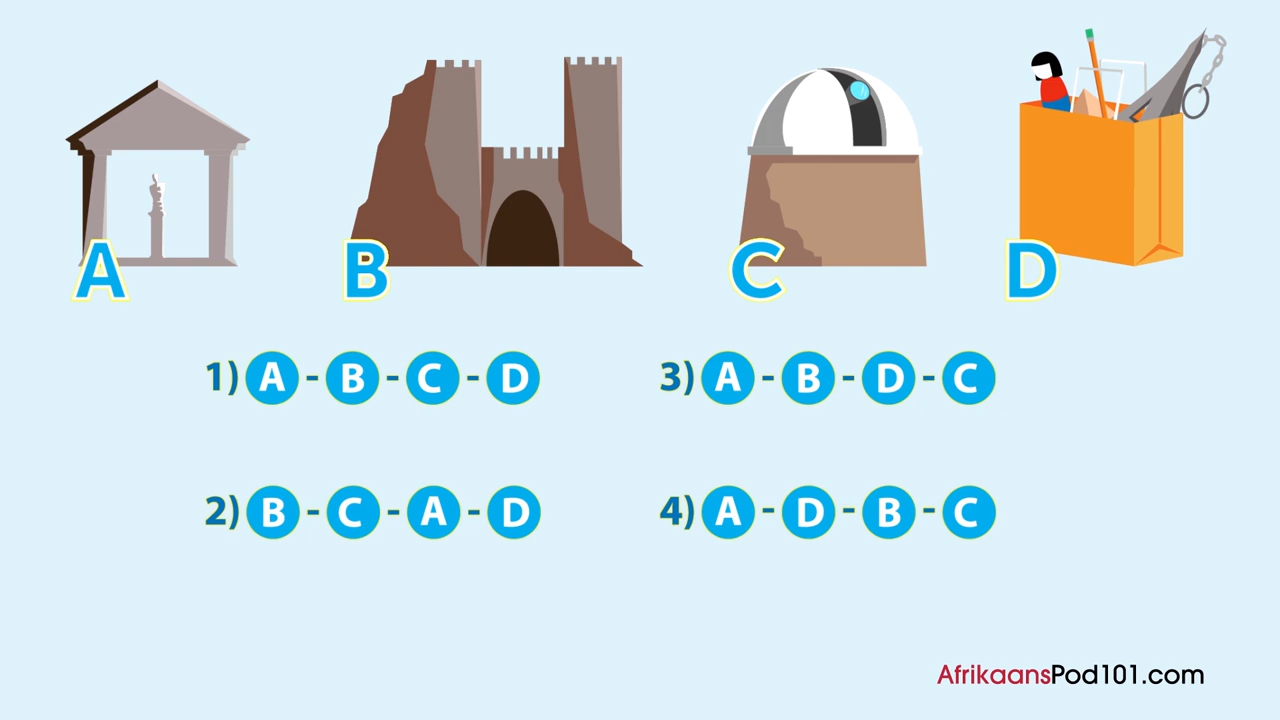 A B C D
1) A - B - C - D
3) A - B - D - C
2) B - C - A - D
4) A - D - B - C
AfrikaansPod101.com